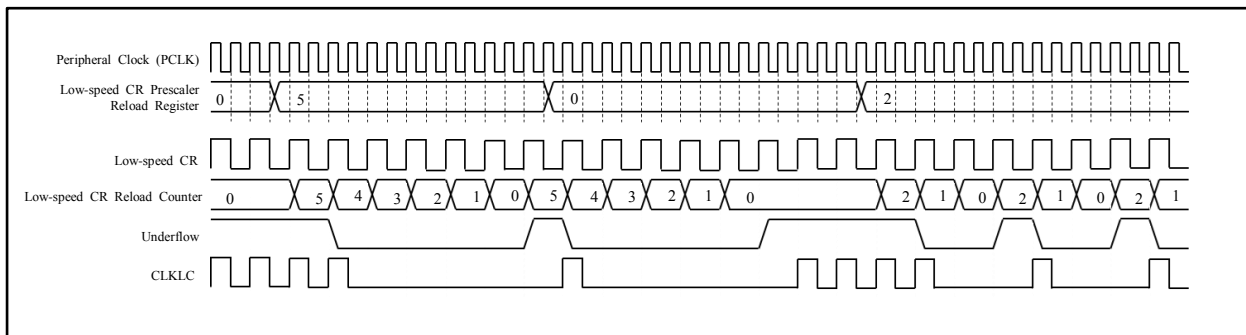 Peripheral Clock (PCLK)
Low-speed CR Prescaler
Reload Register
0 5 0 2
Low-speed CR
Low-speed CR Reload Counter
0 5 4 3 2 1 0 5 4 3 2 1 0 2 1 0 2 1 0 2 1
Underflow
CLKLC